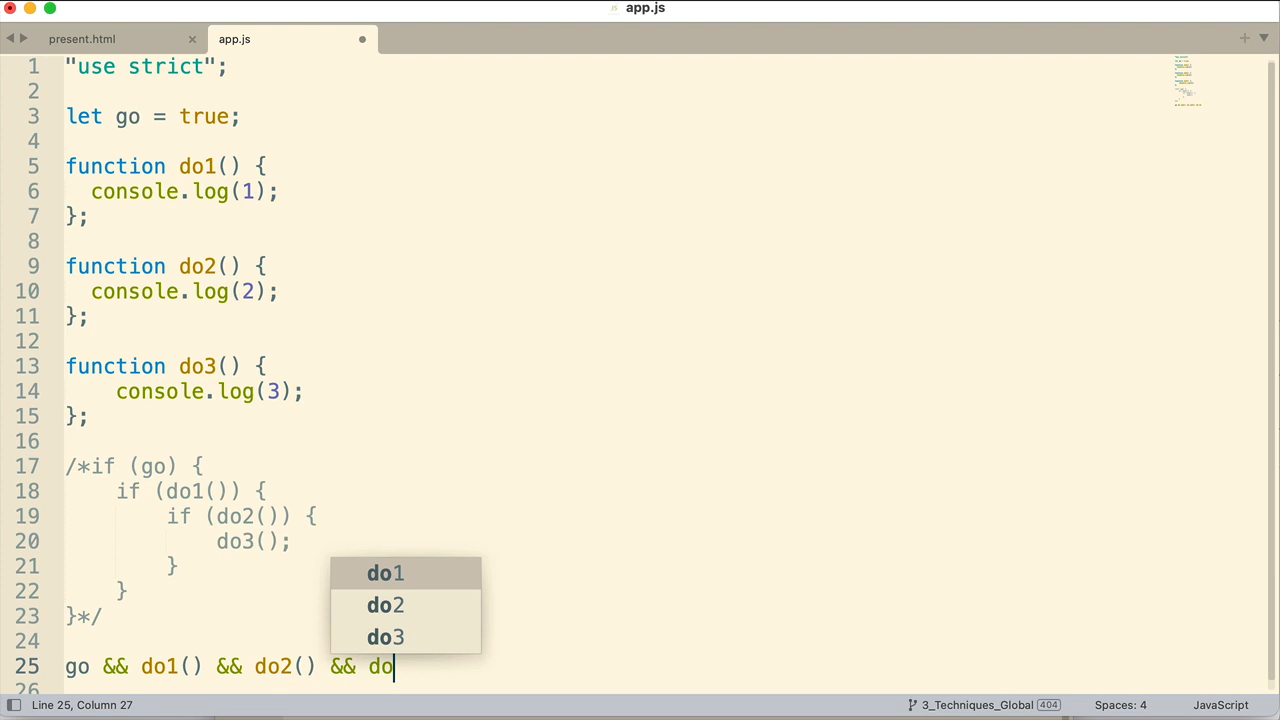 JS app.js
present.html × app.js
1 "use strict";
2
3 let go = true;
4
5 function do1() {
6   console.log(1);
7 };
8
9 function do2() {
10   console.log(2);
11 };
12
13 function do3() {
14     console.log(3);
15 };
16
17 /*if (go) {
18     if (do1()) {
19         if (do2()) {
20             do3();
21         }
22     }
23 }*/
24
25 go && do1() && do2() && do
26
do1
do2
do3
Line 25, Column 27 3_Techniques_Global 404 Spaces: 4 JavaScript